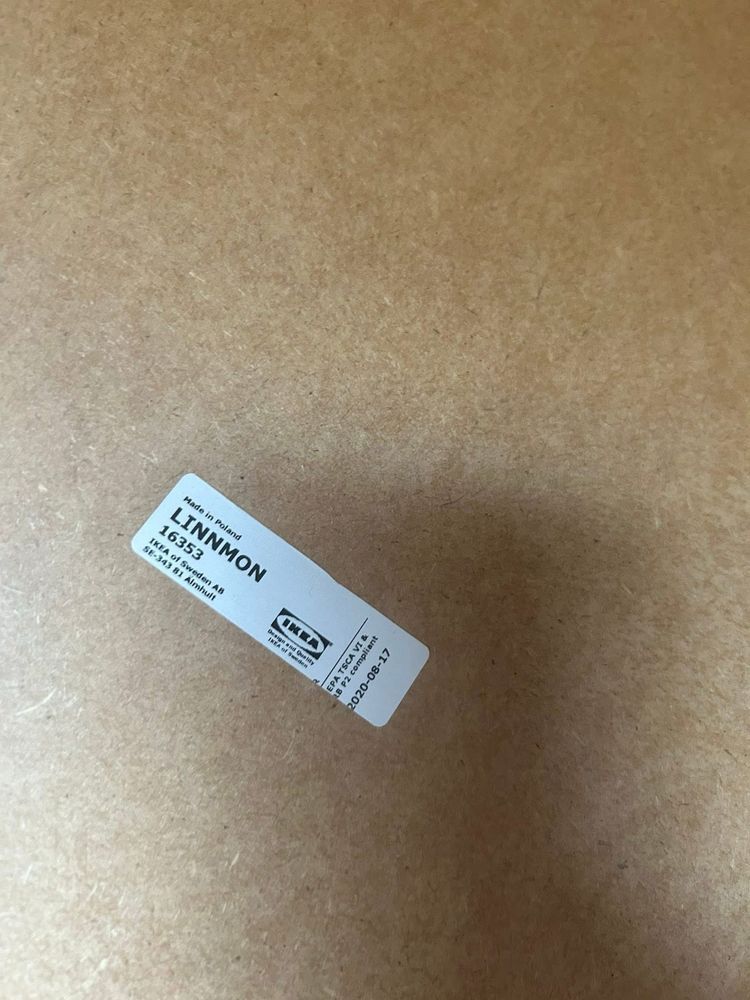 Made in Poland
LINNMON
16353
IKEA of Sweden AB
SE-343 81 Älmhult
IKEA
Design and Quality
IKEA of Sweden
EPA TSCA VI &
P2 compliant
2020-08-17